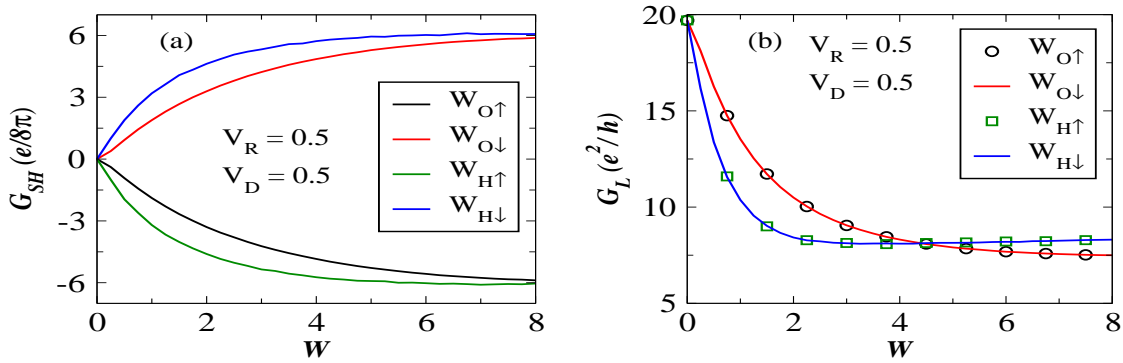 (a)
G_SH (e/8π)
6
3
0
-3
-6
V_R = 0.5
V_D = 0.5
W_O↑
W_O↓
W_H↑
W_H↓
0 2 4 6 8
W
(b)
G_L (e²/h)
20
15
10
5
V_R = 0.5
V_D = 0.5
W_O↑
W_O↓
W_H↑
W_H↓
0 2 4 6 8
W